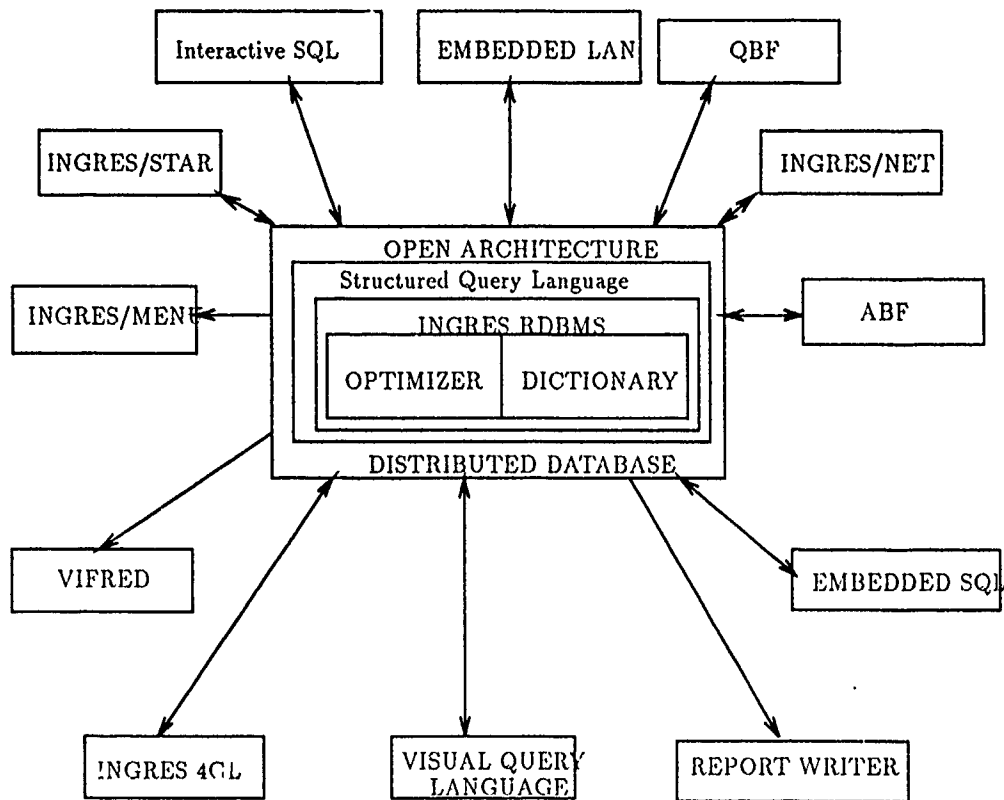 Interactive SQL
EMBEDDED LAN
QBF
INGRES/STAR
INGRES/NET
OPEN ARCHITECTURE
Structured Query Language
INGRES/MENU
INGRES RDBMS
ABF
OPTIMIZER
DICTIONARY
DISTRIBUTED DATABASE
VIFRED
EMBEDDED SQL
INGRES 4GL
VISUAL QUERY
LANGUAGE
REPORT WRITER